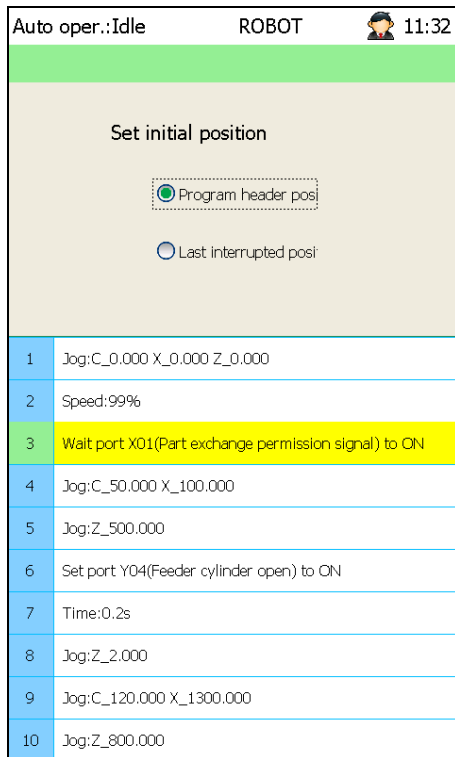 Auto oper.:Idle ROBOT 11:32
Set initial position
Program header posi
Last interrupted posi
1 Jog:C_0.000 X_0.000 Z_0.000
2 Speed:99%
3 Wait port X01(Part exchange permission signal) to ON
4 Jog:C_50.000 X_100.000
5 Jog:Z_500.000
6 Set port Y04(Feeder cylinder open) to ON
7 Time:0.2s
8 Jog:Z_2.000
9 Jog:C_120.000 X_1300.000
10 Jog:Z_800.000